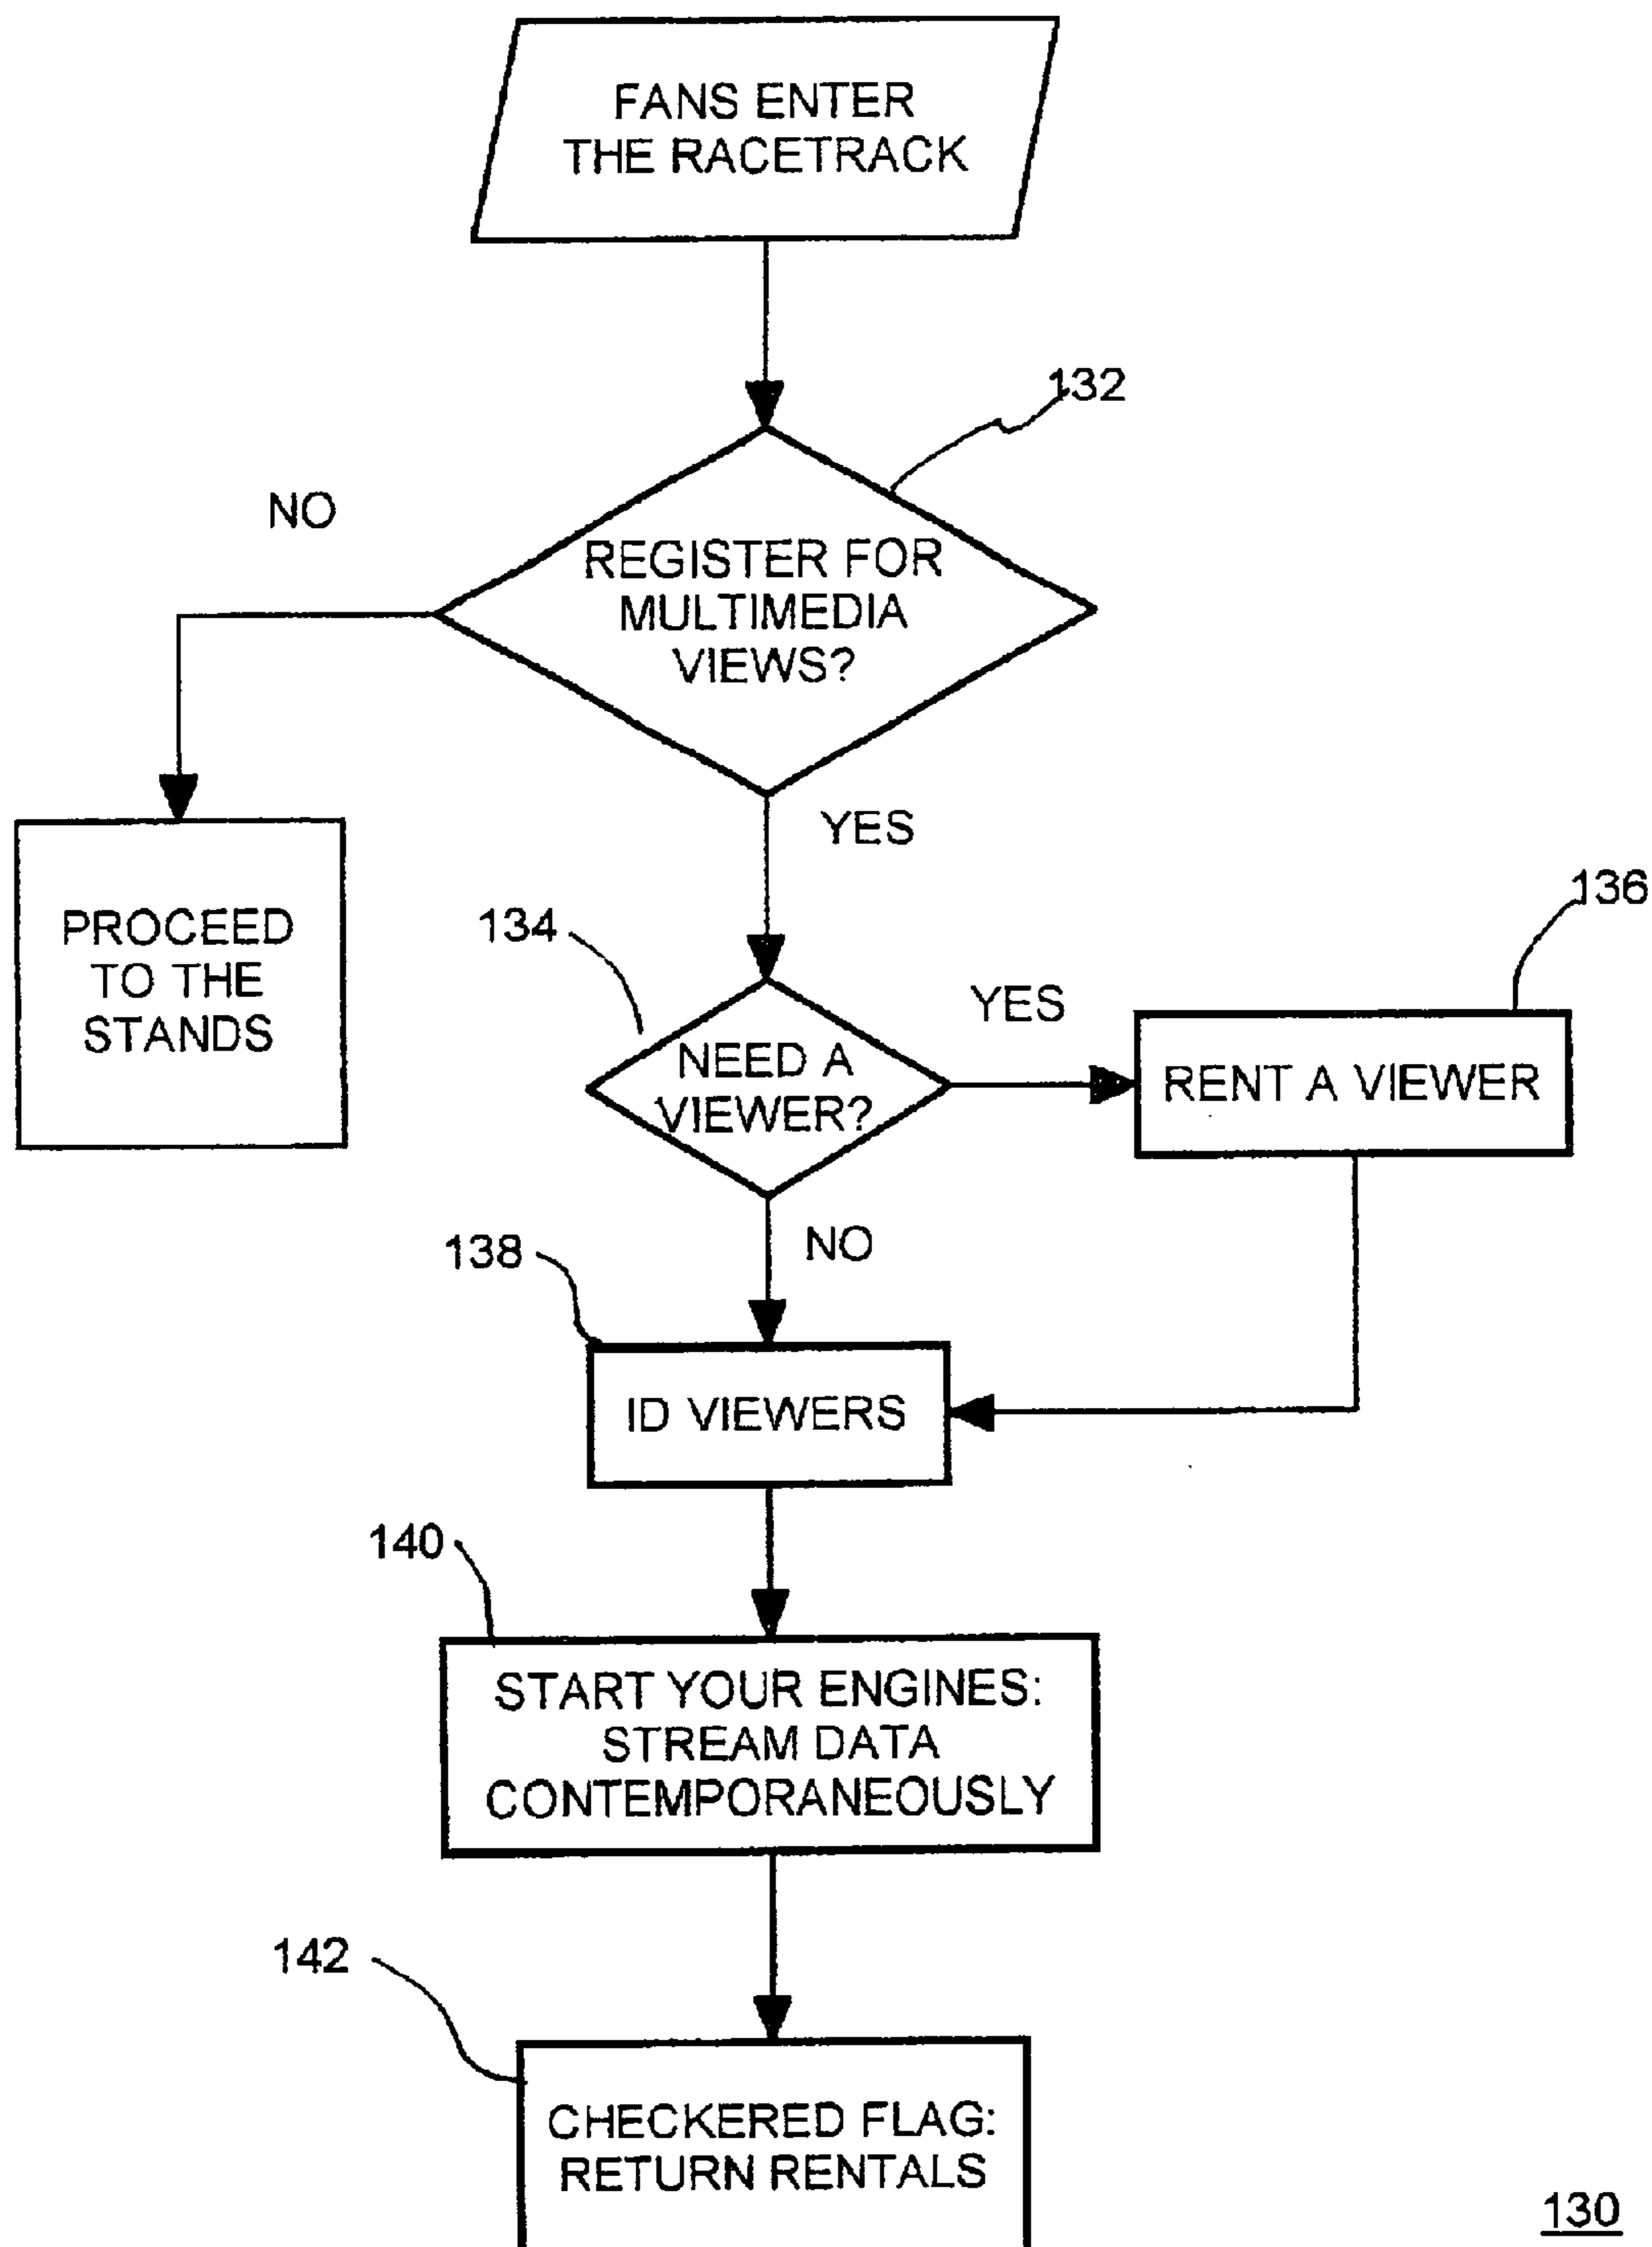 FANS ENTER
THE RACETRACK
132
NO
REGISTER FOR
MULTIMEDIA
VIEWS?
YES
PROCEED
TO THE
STANDS
134
136
YES
NEED A
VIEWER?
RENT A VIEWER
NO
138
ID VIEWERS
140
START YOUR ENGINES:
STREAM DATA
CONTEMPORANEOUSLY
142
CHECKERED FLAG:
RETURN RENTALS
130